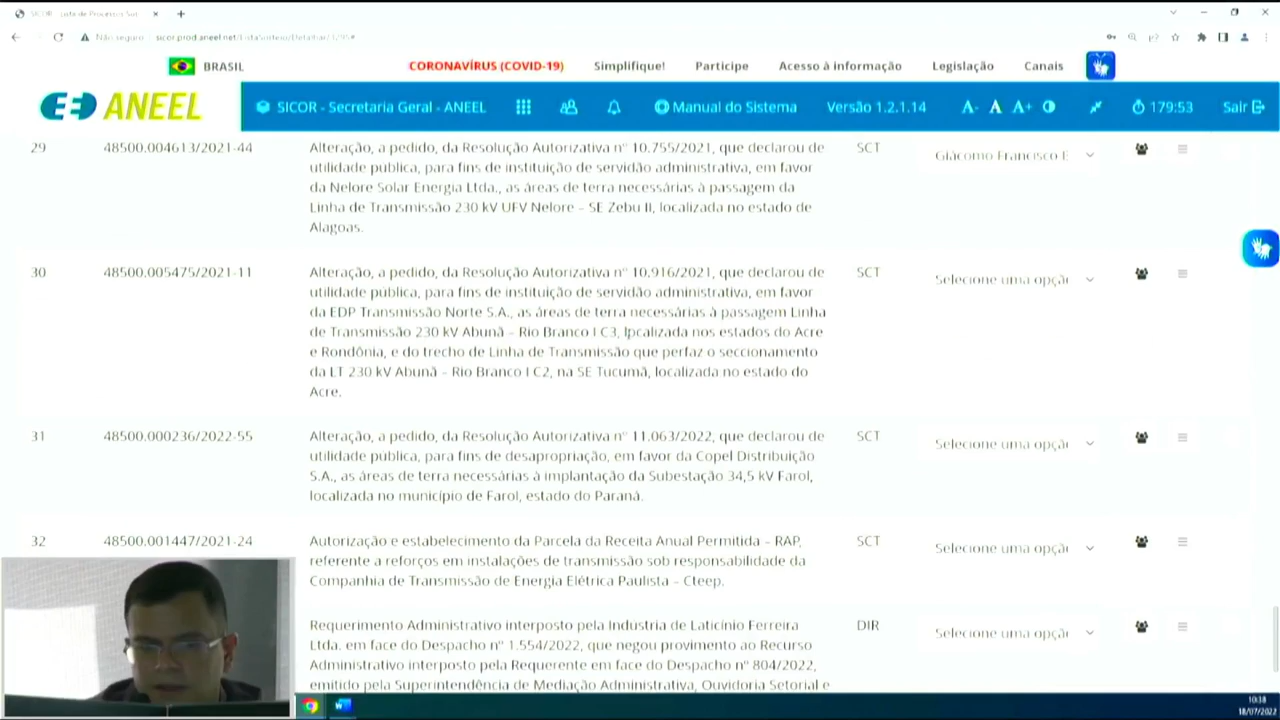 SICOR - Lista de Processos Sor
Não seguro
BRASIL
CORONAVÍRUS (COVID-19)
Simplifique!
Participe
Acesso à informação
Legislação
Canais
ANEEL
SICOR - Secretaria Geral - ANEEL
Manual do Sistema
Versão 1.2.1.14
A-
A
A+
179:53
Sair
29
48500.004613/2021-44
Alteração, a pedido, da Resolução Autorizativa nº 10.755/2021, que declarou de
utilidade pública, para fins de instituição de servidão administrativa, em favor
da Nelore Solar Energia Ltda., as áreas de terra necessárias à passagem da
Linha de Transmissão 230 kV UFV Nelore – SE Zebu II, localizada no estado de
Alagoas.
SCT
Giácomo Francisco B
30
48500.005475/2021-11
Alteração, a pedido, da Resolução Autorizativa nº 10.916/2021, que declarou de
utilidade pública, para fins de instituição de servidão administrativa, em favor
da EDP Transmissão Norte S.A., as áreas de terra necessárias à passagem Linha
de Transmissão 230 kV Abunã – Rio Branco I C3, lpcalizada nos estados do Acre
e Rondônia, e do trecho de Linha de Transmissão que perfaz o seccionamento
da LT 230 kV Abunã – Rio Branco I C2, na SE Tucumã, localizada no estado do
Acre.
SCT
Selecione uma opçã
31
48500.000236/2022-55
Alteração, a pedido, da Resolução Autorizativa nº 11.063/2022, que declarou de
utilidade pública, para fins de desapropriação, em favor da Copel Distribuição
S.A., as áreas de terra necessárias à implantação da Subestação 34,5 kV Farol,
localizada no município de Farol, estado do Paraná.
SCT
Selecione uma opçã
32
48500.001447/2021-24
Autorização e estabelecimento da Parcela da Receita Anual Permitida – RAP,
referente a reforços em instalações de transmissão sob responsabilidade da
Companhia de Transmissão de Energia Elétrica Paulista – Cteep.
SCT
Selecione uma opçã
Requerimento Administrativo interposto pela Industria de Laticínio Ferreira
Ltda. em face do Despacho nº 1.554/2022, que negou provimento ao Recurso
Administrativo interposto pela Requerente em face do Despacho nº 804/2022,
emitido pela Superintendência de Mediação Administrativa, Ouvidoria Setorial e
DIR
Selecione uma opçã
10:38
18/07/2022